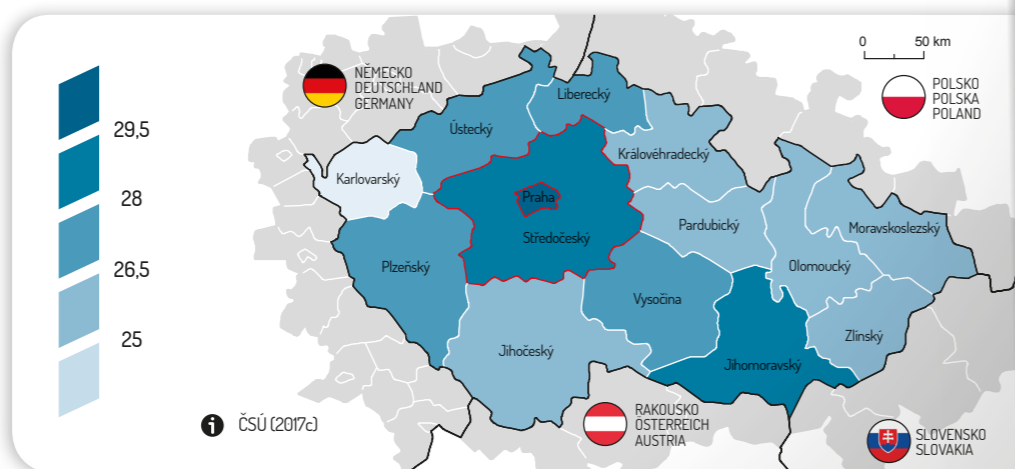 29,5
28
26,5
25
NĚMECKO
DEUTSCHLAND
GERMANY
0 50 km
POLSKO
POLSKA
POLAND
Liberecký
Ústecký
Královéhradecký
Karlovarský
Praha
Středočeský
Pardubický
Moravskoslezský
Plzeňský
Olomoucký
Vysočina
Zlínský
Jihočeský
Jihomoravský
i ČSÚ (2017c)
RAKOUSKO
ÖSTERREICH
AUSTRIA
SLOVENSKO
SLOVAKIA